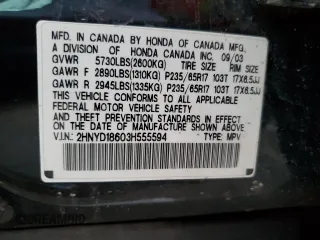 MFD. IN CANADA BY HONDA OF CANADA MFG.,
A DIVISION OF HONDA CANADA INC. 09/03
GVWR 5730LBS(2600KG) TIRE SIZE RIM SIZE
GAWR F 2890LBS(1310KG) P235/65R17 103T 17X6.5JJ
GAWR R 2945LBS(1335KG) P235/65R17 103T 17X6.5JJ
THIS VEHICLE CONFORMS TO ALL APPLICABLE
FEDERAL MOTOR VEHICLE SAFETY
AND THEFT PREVENTION STANDARDS IN EFFECT
ON THE DATE OF MANUFACTURE SHOWN ABOVE.
V.I.N.: 2HNYD18603H555594 TYPE: MPV